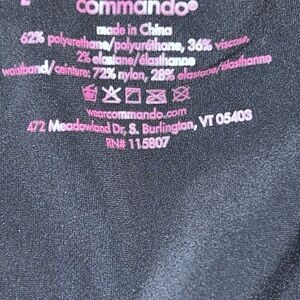 commando®
made in China
62% polyurethane/polyuréthane, 36% viscose,
2% elastane/élasthanne
waistband/ceinture: 72% nylon, 28% elastane/élasthanne
wearcommando.com
472 Meadowland Dr, S. Burlington, VT 05403
RN# 115807